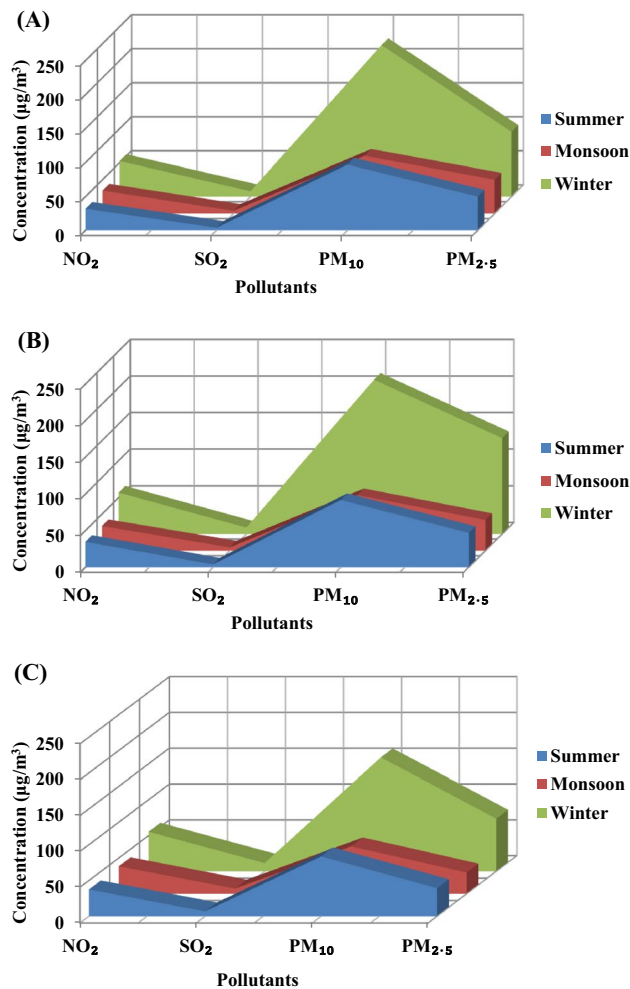 (A)
Concentration (µg/m³)
250
200
150
100
50
0
NO₂ SO₂ PM₁₀ PM₂.₅
Pollutants
Summer
Monsoon
Winter
(B)
Concentration (µg/m³)
250
200
150
100
50
0
NO₂ SO₂ PM₁₀ PM₂.₅
Pollutants
Summer
Monsoon
Winter
(C)
Concentration (µg/m³)
250
200
150
100
50
0
NO₂ SO₂ PM₁₀ PM₂.₅
Pollutants
Summer
Monsoon
Winter